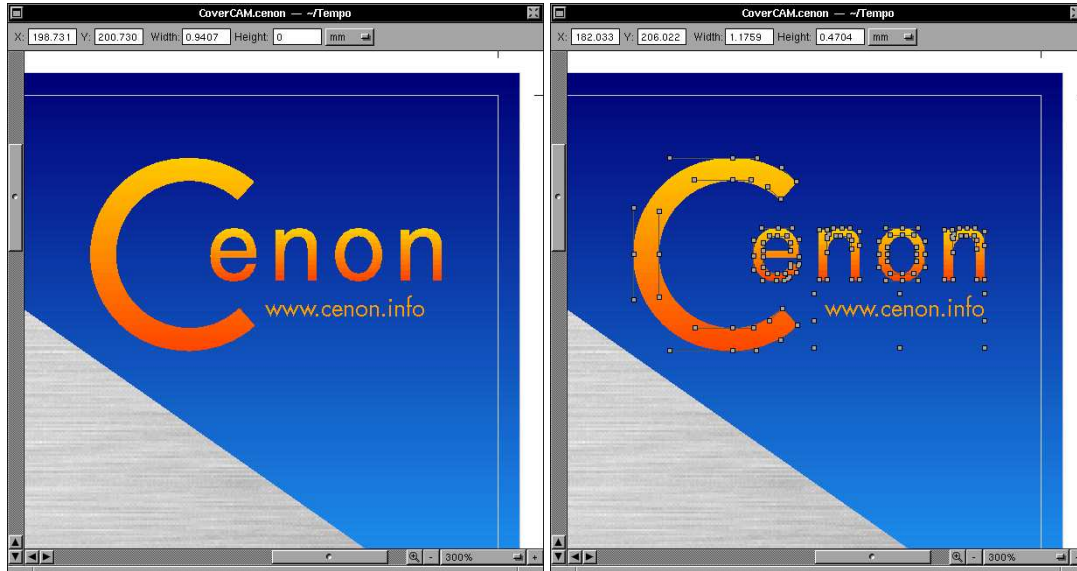 CoverCAM.cenon — ~/Tempo
X: 198.731 Y: 200.730 Width: 0.9407 Height: 0 mm
Cenon
www.cenon.info
300%
CoverCAM.cenon — ~/Tempo
X: 182.033 Y: 206.022 Width: 1.1759 Height: 0.4704 mm
Cenon
www.cenon.info
300%